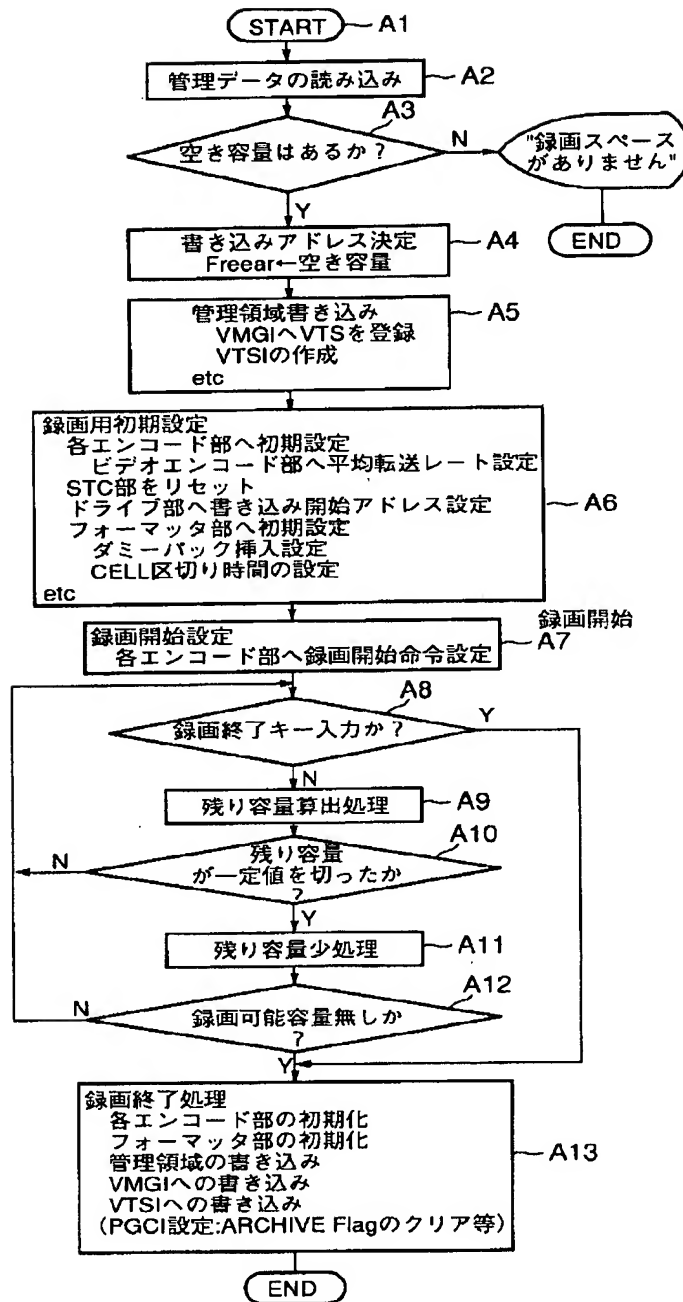 START
A1
管理データの読み込み
A2
A3
空き容量はあるか?
N
"録画スペース
がありません"
END
Y
書き込みアドレス決定
Freear←空き容量
A4
管理領域書き込み
VMGIへVTSを登録
VTSIの作成
etc
A5
録画用初期設定
各エンコード部へ初期設定
ビデオエンコード部へ平均転送レート設定
STC部をリセット
ドライブ部へ書き込み開始アドレス設定
フォーマッタ部へ初期設定
ダミーパック挿入設定
CELL区切り時間の設定
etc
A6
録画開始設定
各エンコード部へ録画開始命令設定
録画開始
A7
A8
録画終了キー入力か?
Y
N
残り容量算出処理
A9
A10
残り容量
が一定値を切ったか
?
N
Y
残り容量少処理
A11
A12
録画可能容量無しか
?
N
Y
録画終了処理
各エンコード部の初期化
フォーマッタ部の初期化
管理領域の書き込み
VMGIへの書き込み
VTSIへの書き込み
(PGCI設定:ARCHIVE Flagのクリア等)
A13
END